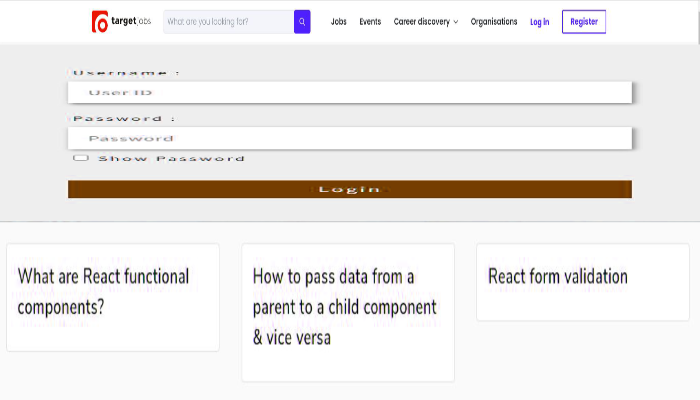 targetjobs What are you looking for? Jobs Events Career discovery Organisations Log in Register
Username :
User ID
Password :
Password
Show Password
Login
What are React functional
components?
How to pass data from a
parent to a child component
& vice versa
React form validation